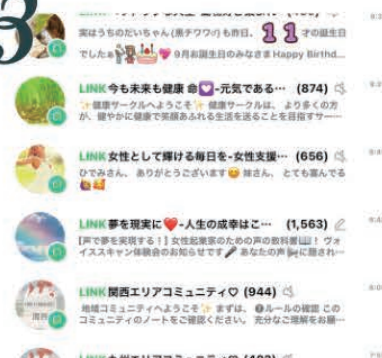 3
実はうちのだいちゃん(黒チワワ♂)も昨日、11才の誕生日
でした🎂💖9月お誕生日のみなさまHappy Birthd...
LINK今も未来も健康 命💟-元気である… (874)
✨健康サークルへようこそ✨健康サークルは、より多くの方
が、健やかに健康で笑顔あふれる生活を送ることを目指すサー…
LINK女性として輝ける毎日を-女性支援… (656)
ひでみさん、ありがとうございます😄 妹さん、とても喜んでる
LINK夢を現実に❤️-人生の成幸はこ… (1,563)
[声で夢を実現する!] 女性起業家のための声の教科書📖! ヴォ
イススキャン体験会のお知らせです🎤 あなたの声に隠され…
LINK関西エリアコミュニティ♡ (944)
地域コミュニティへようこそ✨ まずは、❶ルールの確認 この
コミュニティのノートをご確認ください。充分なご理解をお願…